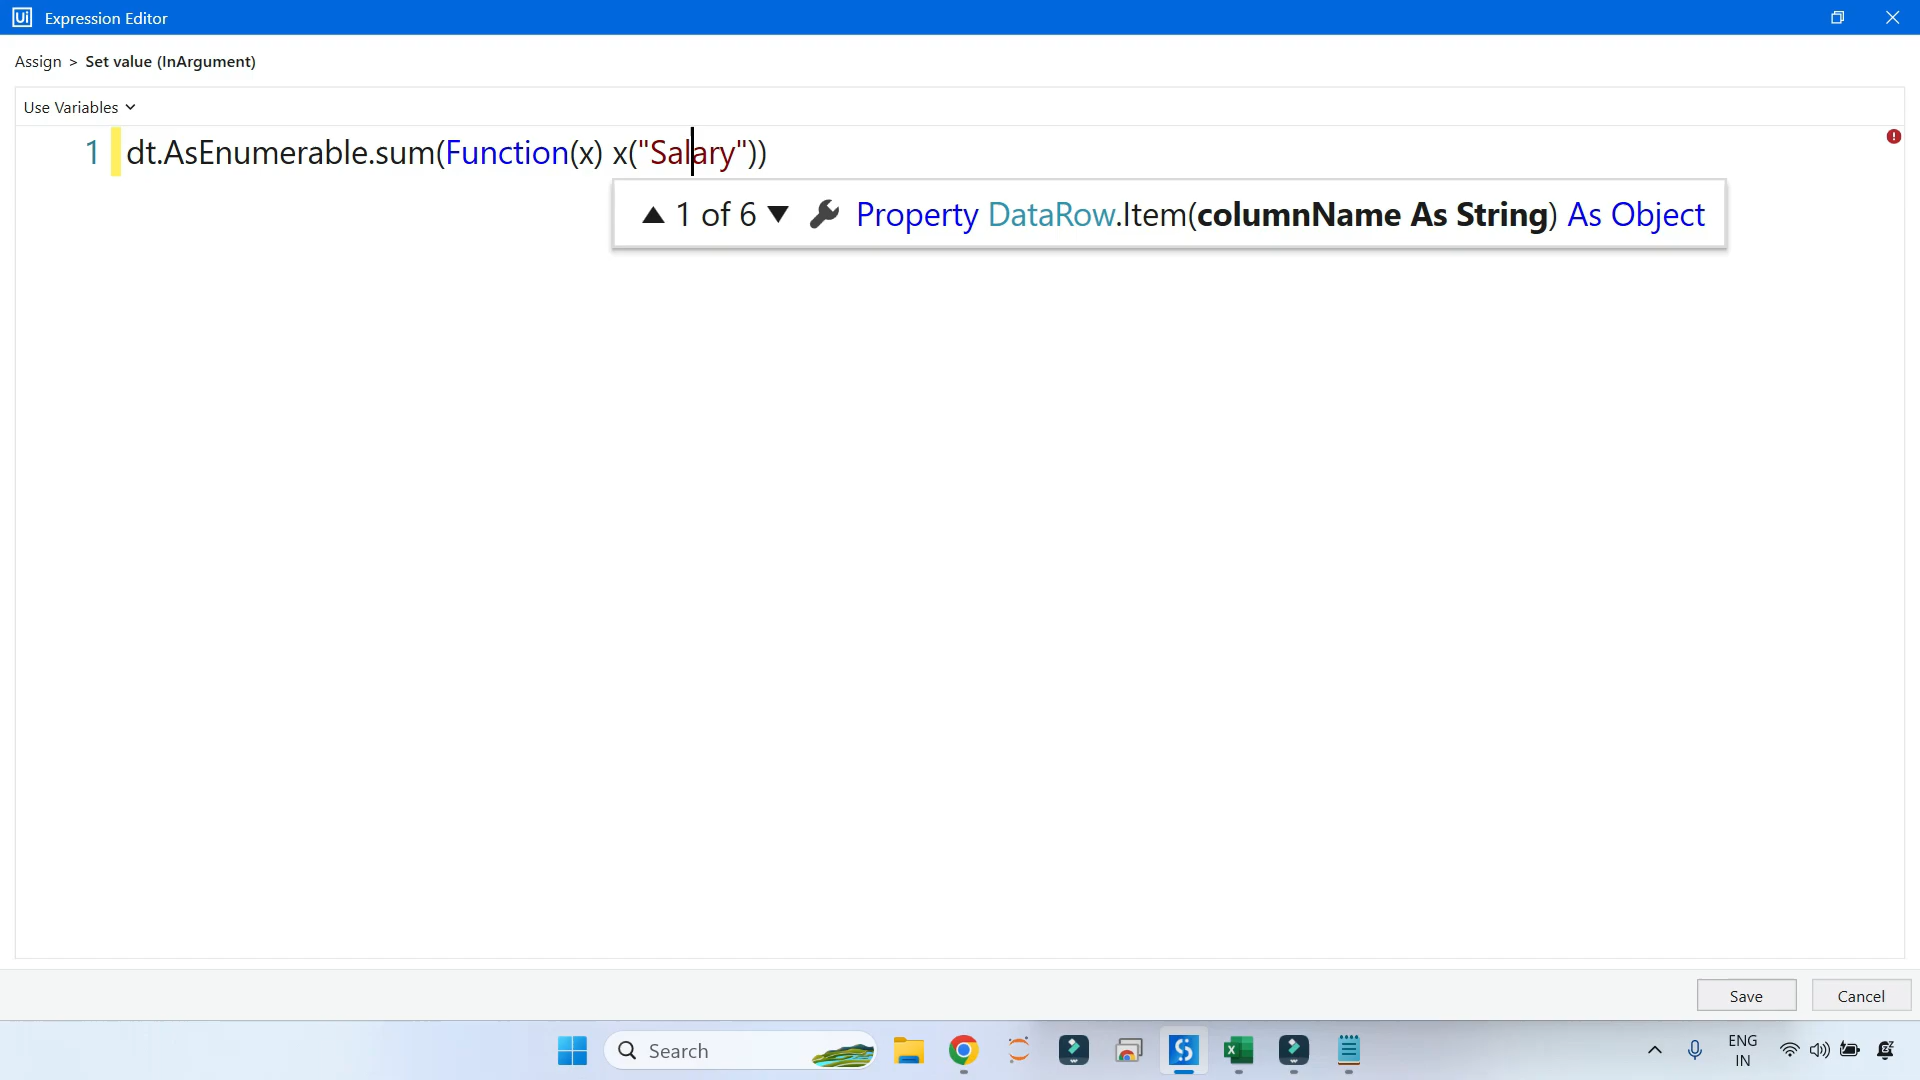 Ui Expression Editor
Assign > Set value (InArgument)
Use Variables
1 dt.AsEnumerable.sum(Function(x) x("Salary"))
1 of 6 Property DataRow.Item(columnName As String) As Object
Save Cancel
Search
ENG
IN